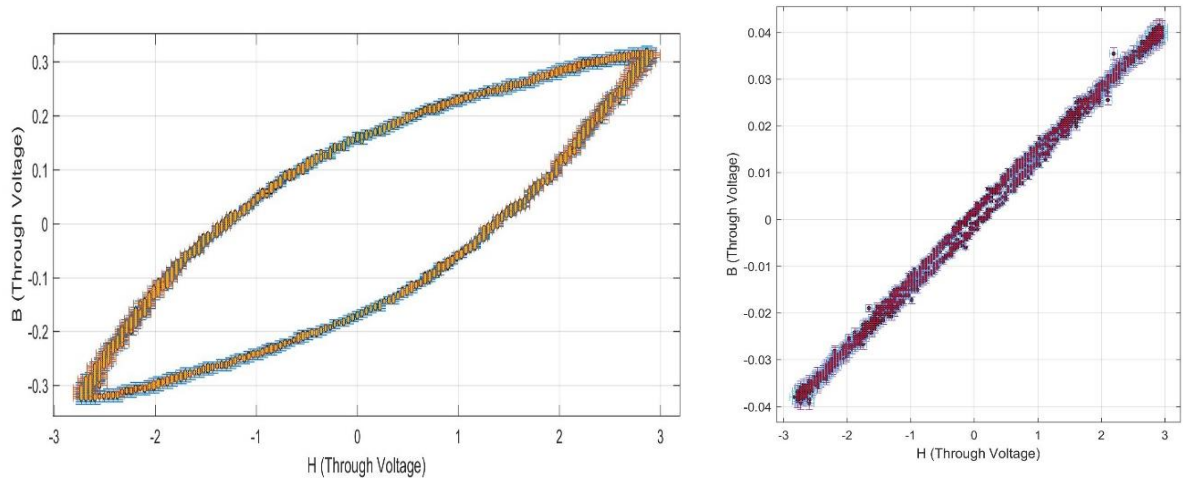 0.3
0.2
0.1
0
-0.1
-0.2
-0.3
B (Through Voltage)
-3 -2 -1 0 1 2 3
H (Through Voltage)
0.04
0.03
0.02
0.01
0
-0.01
-0.02
-0.03
-0.04
B (Through Voltage)
-3 -2 -1 0 1 2 3
H (Through Voltage)